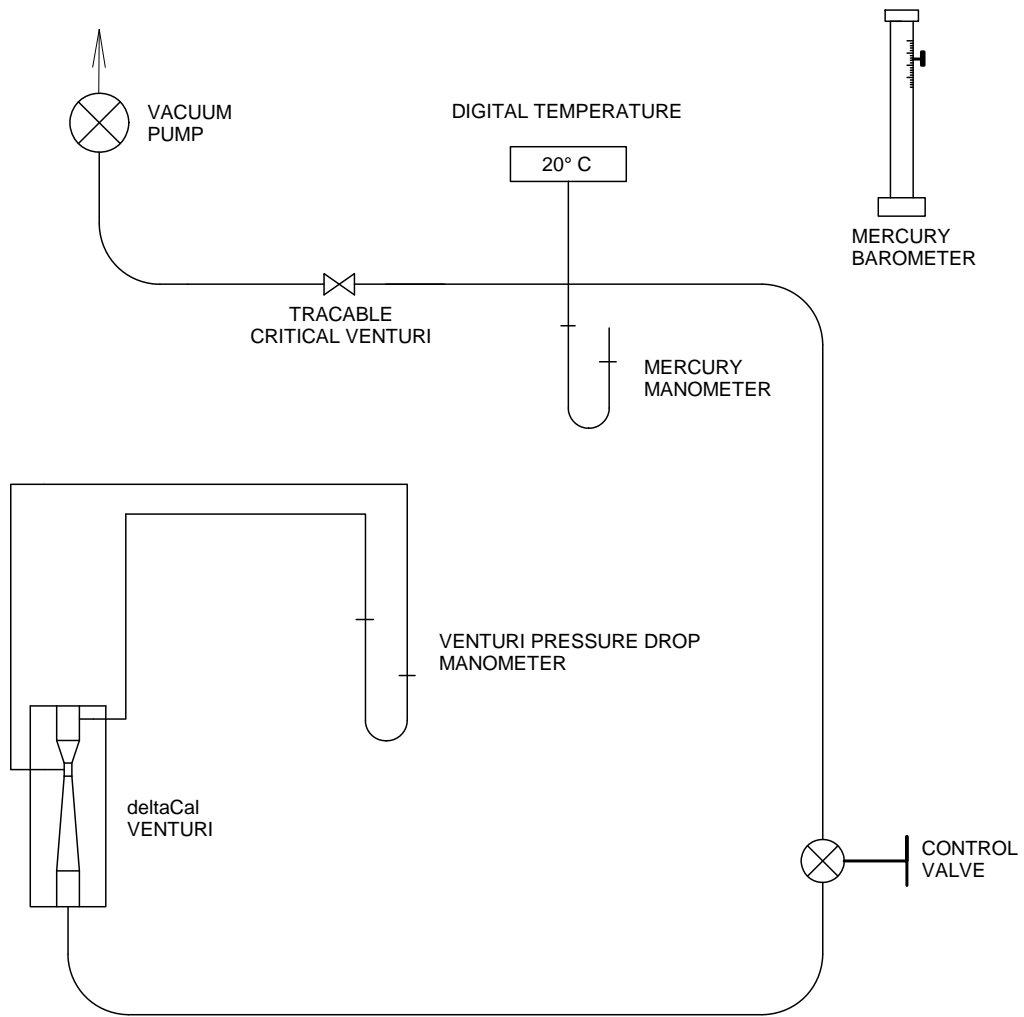 VACUUM
PUMP
DIGITAL TEMPERATURE
20° C
MERCURY
BAROMETER
TRACABLE
CRITICAL VENTURI
MERCURY
MANOMETER
VENTURI PRESSURE DROP
MANOMETER
deltaCal
VENTURI
CONTROL
VALVE